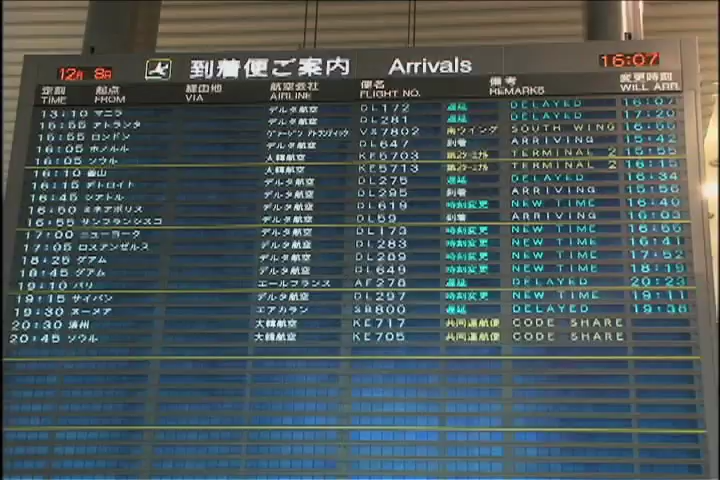 12月 8日 到着便ご案内 Arrivals 16:07
定刻 起点 経由地 航空会社 便名 備考 変更時刻
TIME FROM VIA AIRLINE FLIGHT NO. REMARKS WILL ARR.
13:10 マニラ デルタ航空 DL172 遅延 DELAYED 16:07
15:55 アトランタ デルタ航空 DL281 遅延 DELAYED 17:20
15:55 ロンドン ヴァージン アトランティック VS7802 南ウイング SOUTH WING
16:05 ホノルル デルタ航空 DL647 到着 ARRIVING 15:42
16:05 ソウル 大韓航空 KE5703 第2ターミナル TERMINAL 2 15:55
16:10 釜山 大韓航空 KE5713 第2ターミナル TERMINAL 2 16:15
16:15 デトロイト デルタ航空 DL275 遅延 DELAYED 16:34
16:45 シアトル デルタ航空 DL295 到着 ARRIVING 15:56
16:50 ミネアポリス デルタ航空 DL619 時刻変更 NEW TIME 16:40
16:55 サンフランシスコ デルタ航空 DL59 到着 ARRIVING 16:03
17:00 ニューヨーク デルタ航空 DL173 時刻変更 NEW TIME
17:05 ロスアンゼルス デルタ航空 DL283 時刻変更 NEW TIME 16:41
18:25 グアム デルタ航空 DL289 時刻変更 NEW TIME 17:52
18:45 グアム デルタ航空 DL649 時刻変更 NEW TIME 18:19
19:10 パリ エールフランス AF278 遅延 DELAYED 20:23
19:15 サイパン デルタ航空 DL297 時刻変更 NEW TIME 19:11
19:30 ヌーメア エアカラン SB800 遅延 DELAYED 19:38
20:30 済州 大韓航空 KE717 共同運航便 CODE SHARE
20:45 ソウル 大韓航空 KE705 共同運航便 CODE SHARE